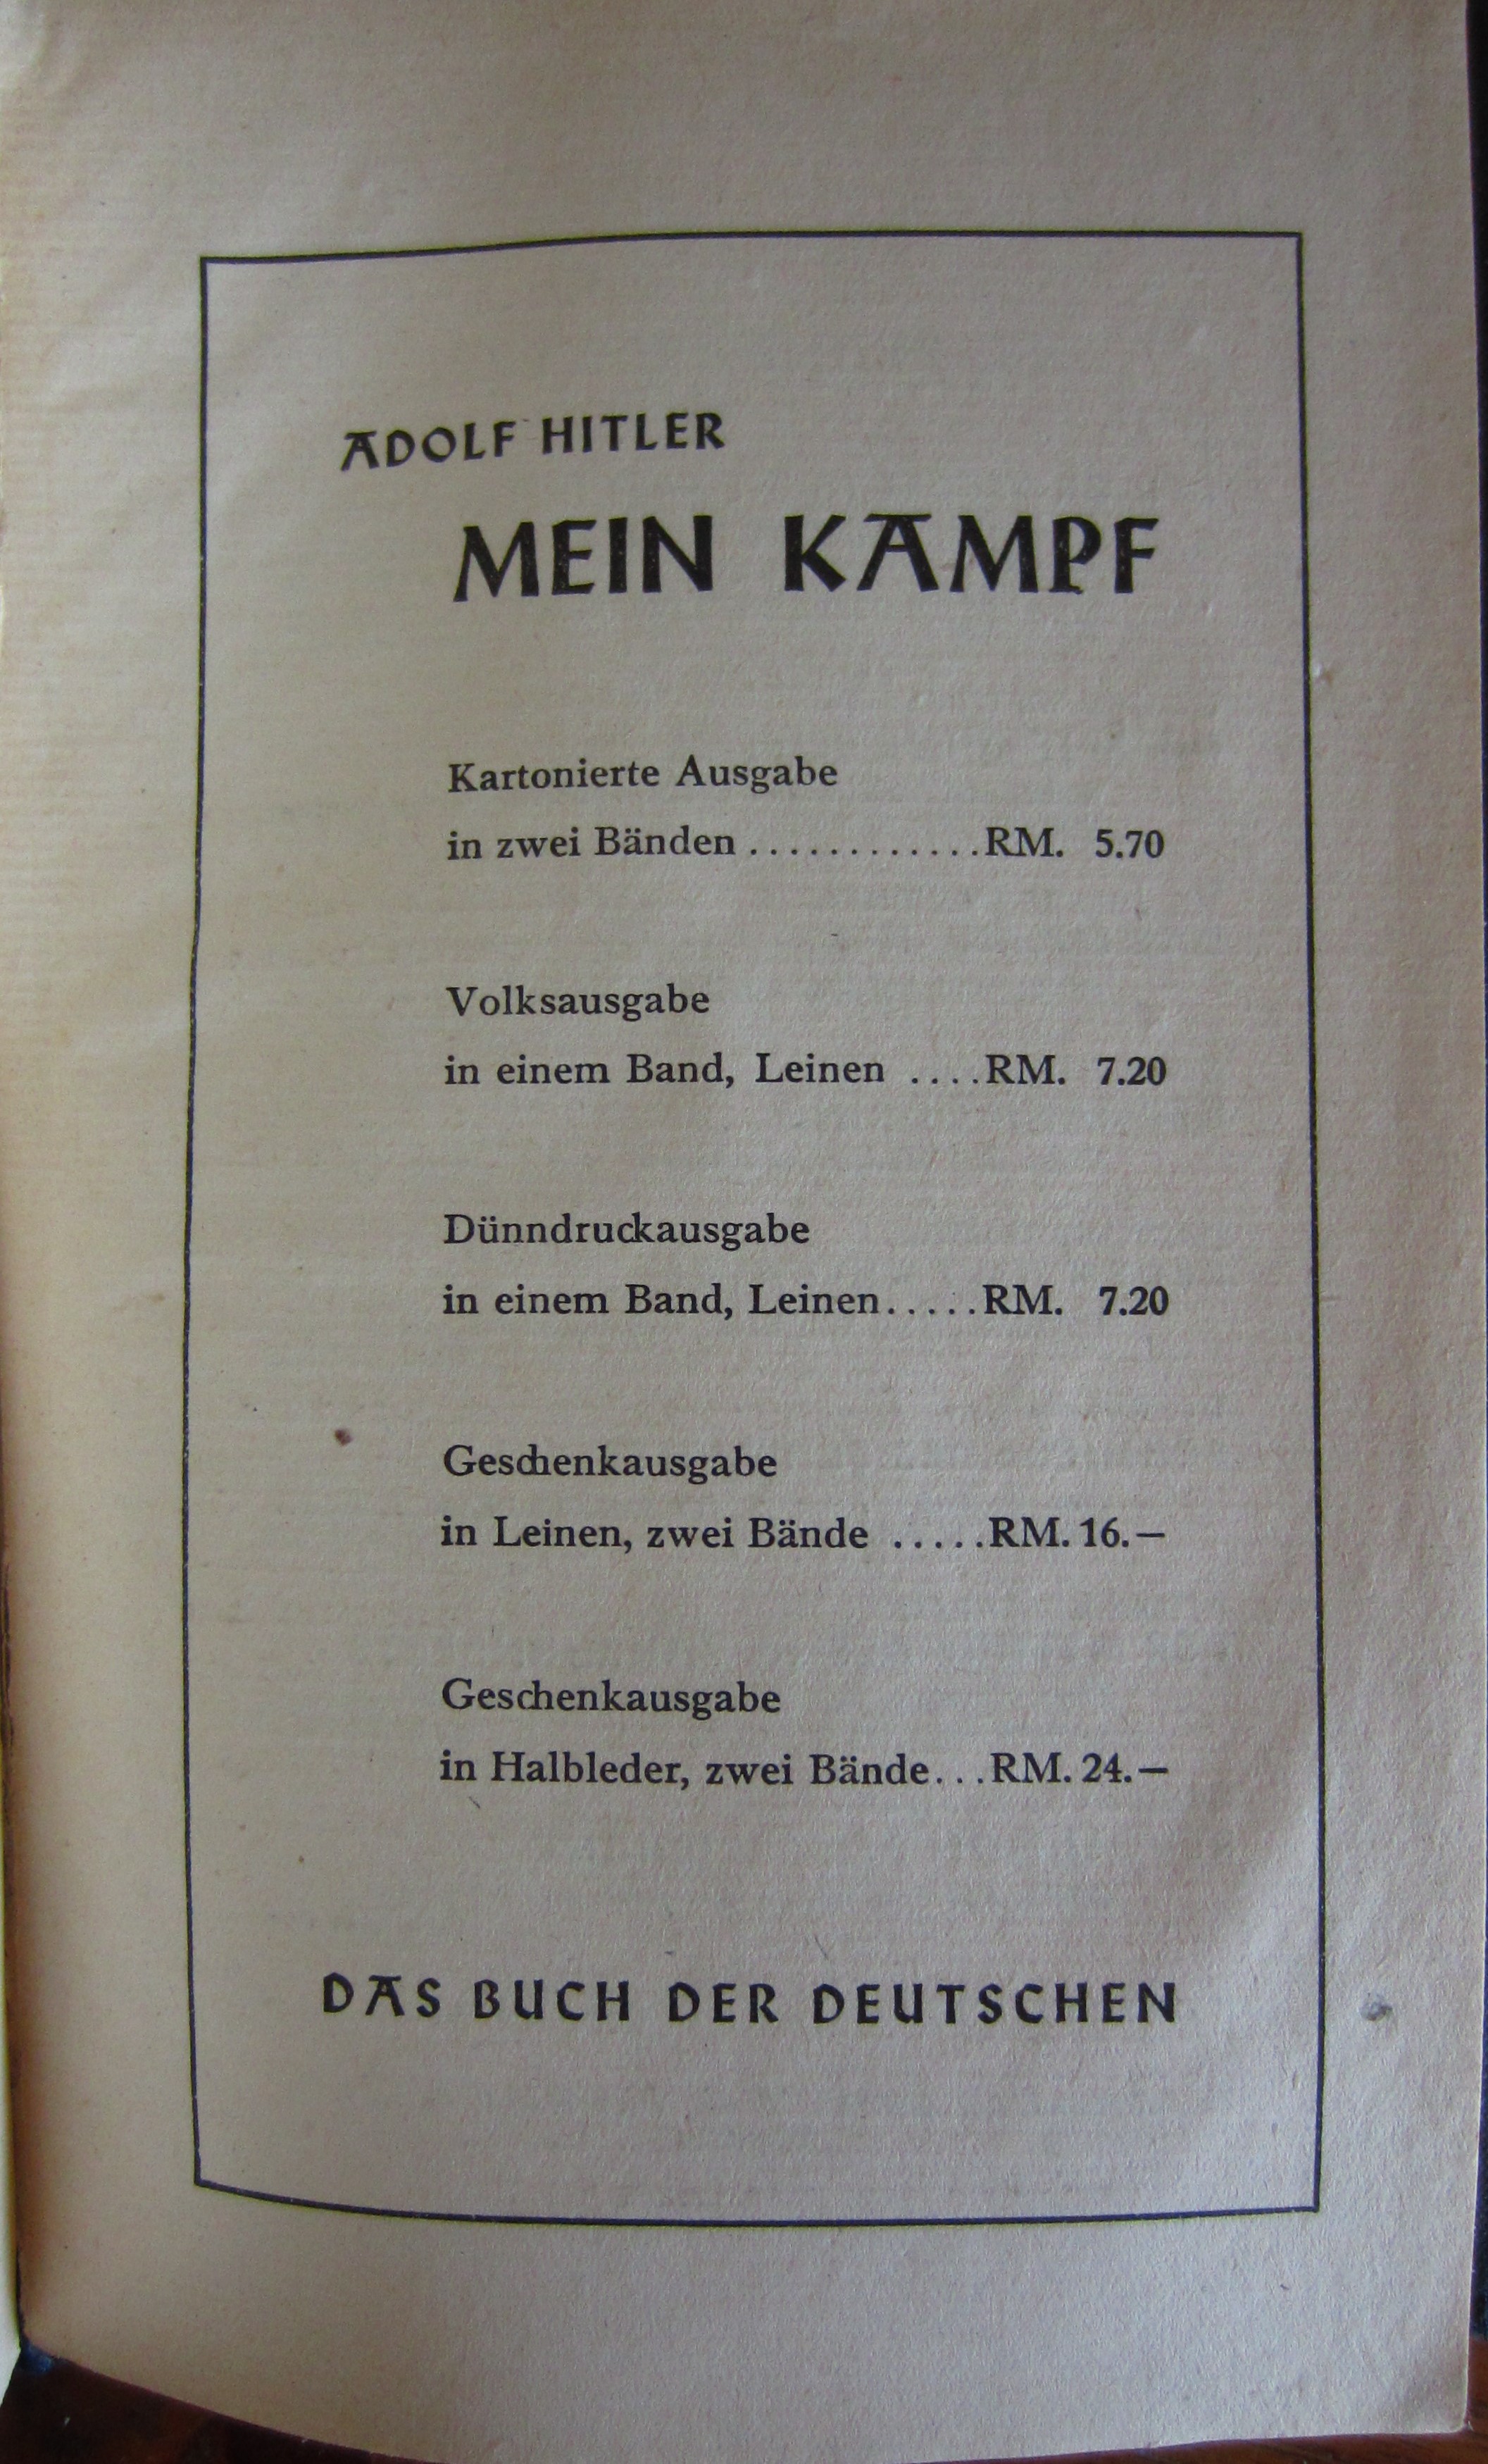 ADOLF HITLER
MEIN KAMPF
Kartonierte Ausgabe
in zwei Bänden ............RM. 5.70
Volksausgabe
in einem Band, Leinen ....RM. 7.20
Dünndruckausgabe
in einem Band, Leinen.....RM. 7.20
Geschenkausgabe
in Leinen, zwei Bände .....RM. 16.—
Geschenkausgabe
in Halbleder, zwei Bände...RM. 24.—
DAS BUCH DER DEUTSCHEN